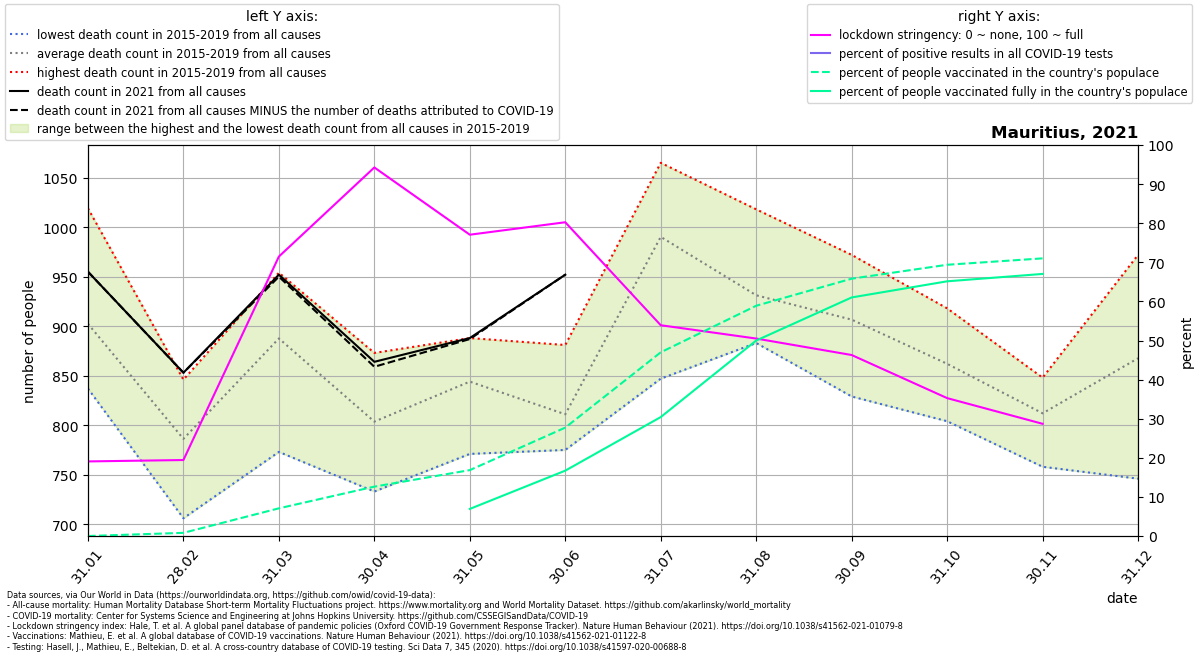 left Y axis:
lowest death count in 2015-2019 from all causes
average death count in 2015-2019 from all causes
highest death count in 2015-2019 from all causes
death count in 2021 from all causes
death count in 2021 from all causes MINUS the number of deaths attributed to COVID-19
range between the highest and the lowest death count from all causes in 2015-2019
right Y axis:
lockdown stringency: 0 ~ none, 100 ~ full
percent of positive results in all COVID-19 tests
percent of people vaccinated in the country's populace
percent of people vaccinated fully in the country's populace
Mauritius, 2021
number of people
1050
1000
950
900
850
800
750
700
100
90
80
70
60
50
40
30
20
10
0
percent
31.01
28.02
31.03
30.04
31.05
30.06
31.07
31.08
30.09
31.10
30.11
31.12
date
Data sources, via Our World in Data (https://ourworldindata.org, https://github.com/owid/covid-19-data):
- All-cause mortality: Human Mortality Database Short-term Mortality Fluctuations project. https://www.mortality.org and World Mortality Dataset. https://github.com/akarlinsky/world_mortality
- COVID-19 mortality: Center for Systems Science and Engineering at Johns Hopkins University. https://github.com/CSSEGISandData/COVID-19
- Lockdown stringency index: Hale, T. et al. A global panel database of pandemic policies (Oxford COVID-19 Government Response Tracker). Nature Human Behaviour (2021). https://doi.org/10.1038/s41562-021-01079-8
- Vaccinations: Mathieu, E. et al. A global database of COVID-19 vaccinations. Nature Human Behaviour (2021). https://doi.org/10.1038/s41562-021-01122-8
- Testing: Hasell, J., Mathieu, E., Beltekian, D. et al. A cross-country database of COVID-19 testing. Sci Data 7, 345 (2020). https://doi.org/10.1038/s41597-020-00688-8